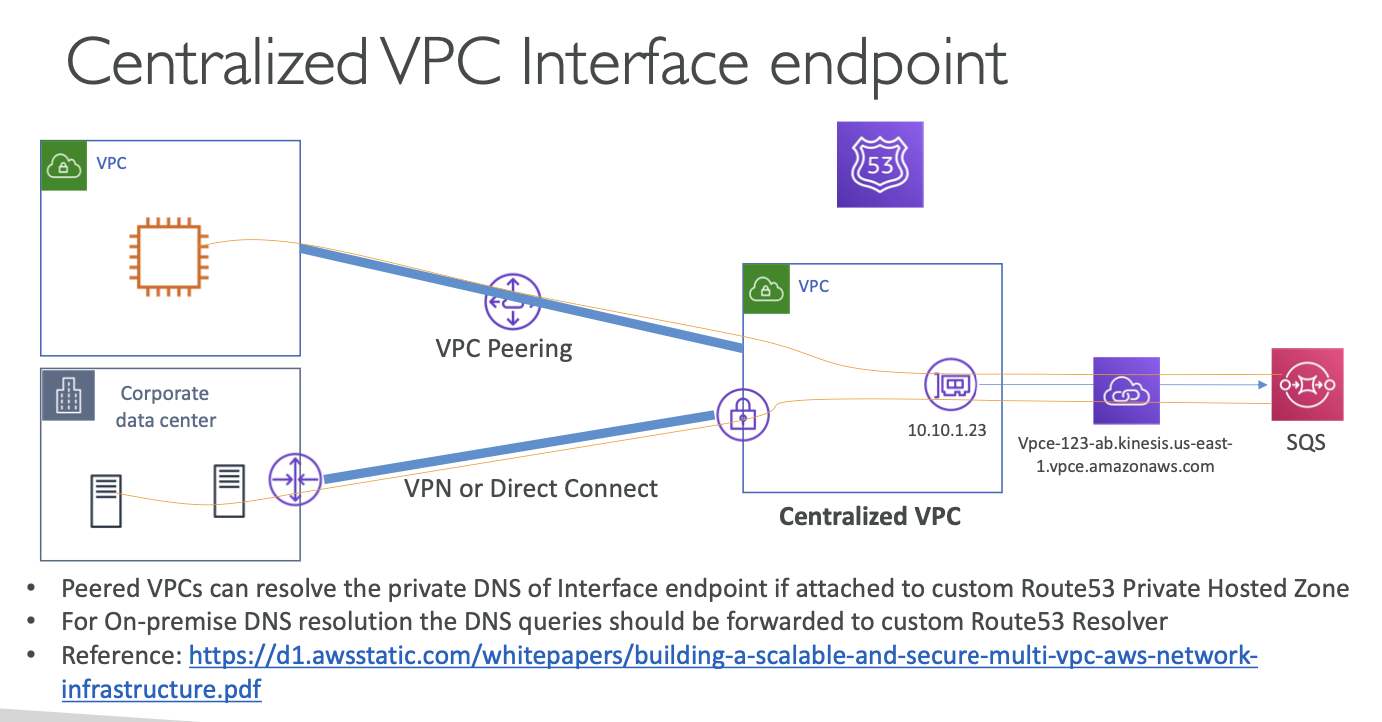 Centralized VPC Interface endpoint
53
VPC
VPC
VPC Peering
Corporate
data center
10.10.1.23
Vpce-123-ab.kinesis.us-east-
1.vpce.amazonaws.com
SQS
VPN or Direct Connect
Centralized VPC
• Peered VPCs can resolve the private DNS of Interface endpoint if attached to custom Route53 Private Hosted Zone
• For On-premise DNS resolution the DNS queries should be forwarded to custom Route53 Resolver
• Reference: https://d1.awsstatic.com/whitepapers/building-a-scalable-and-secure-multi-vpc-aws-network-
infrastructure.pdf